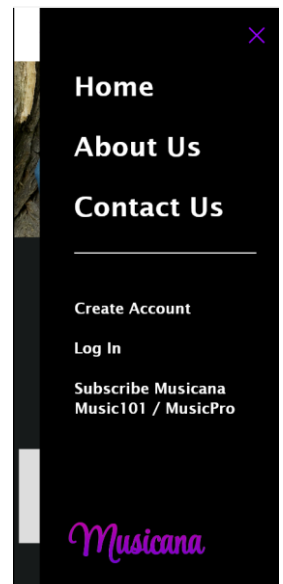 Home
About Us
Contact Us
Create Account
Log In
Subscribe Musicana
Music101 / MusicPro
Musicana